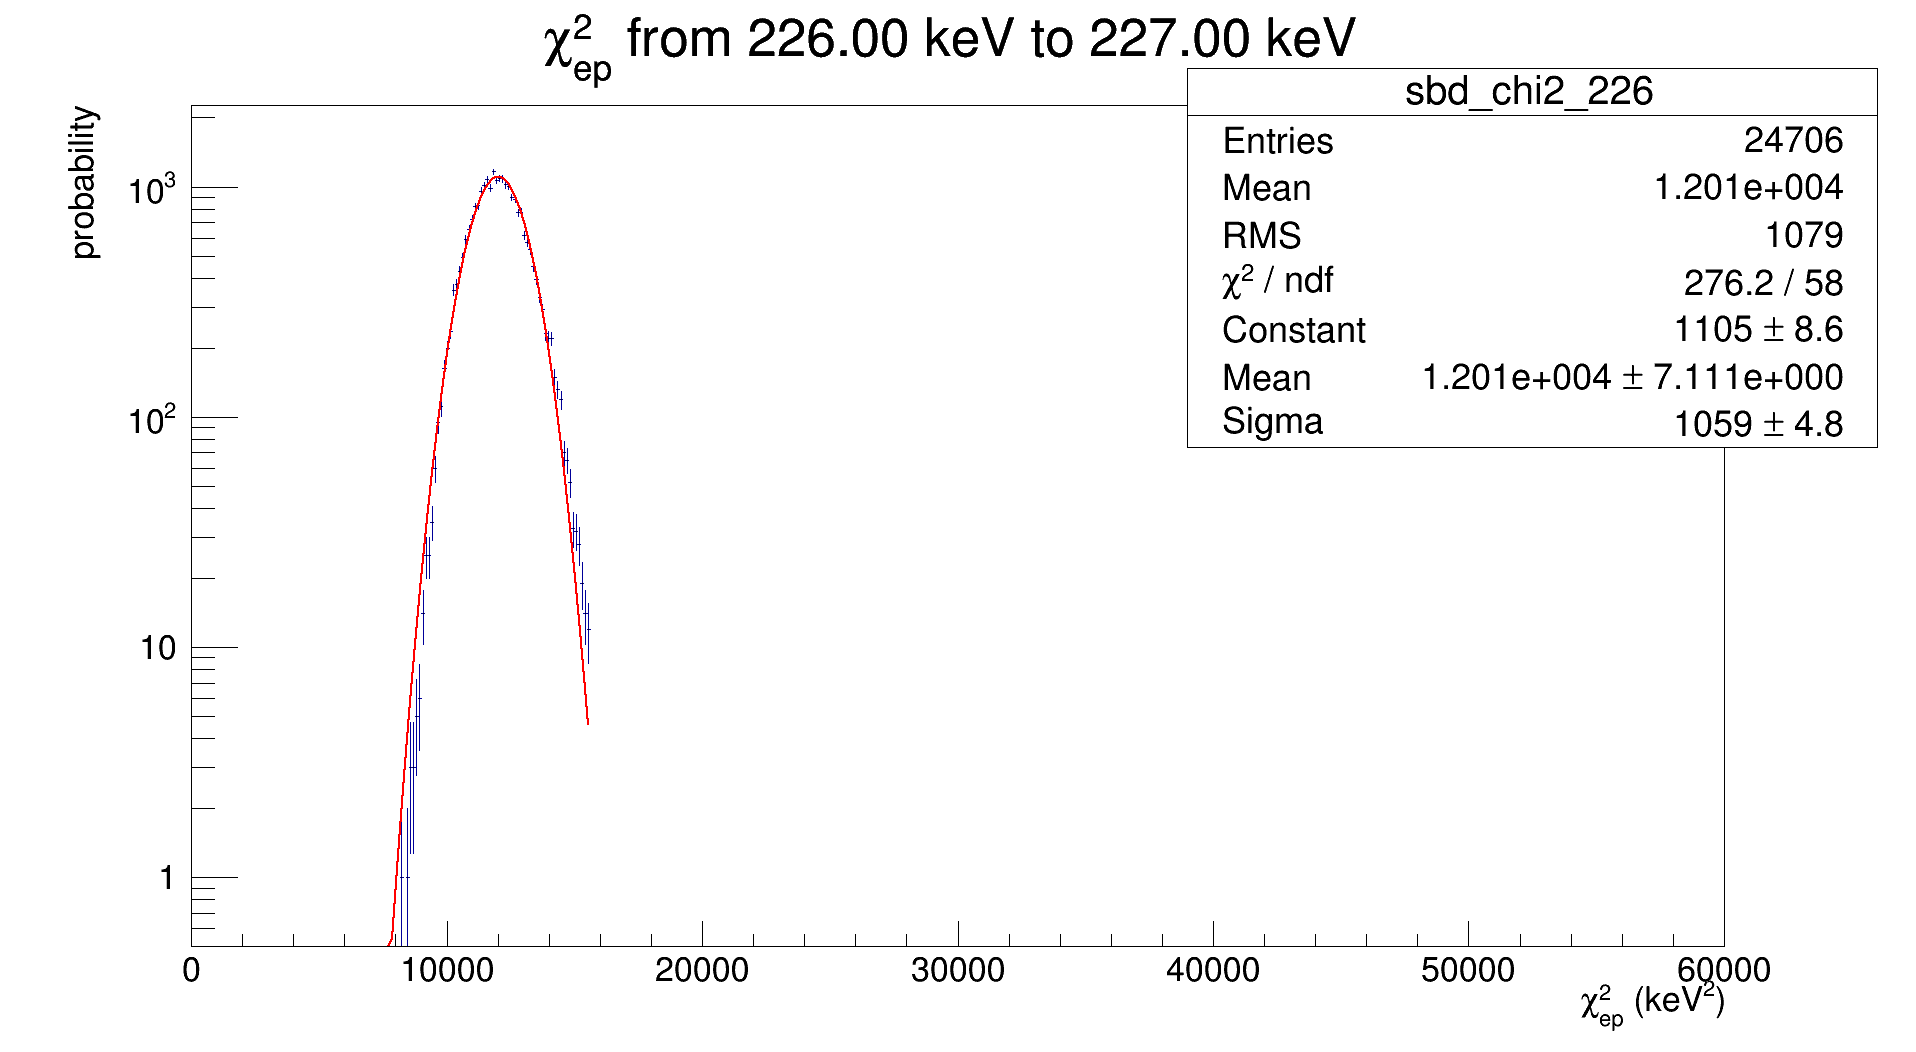 χ²ep from 226.00 keV to 227.00 keV
sbd_chi2_226
Entries 24706
Mean 1.201e+004
RMS 1079
χ² / ndf 276.2 / 58
Constant 1105 ± 8.6
Mean 1.201e+004 ± 7.111e+000
Sigma 1059 ± 4.8
probability
10³
10²
10
1
0 10000 20000 30000 40000 50000 60000
χ²ep (keV²)